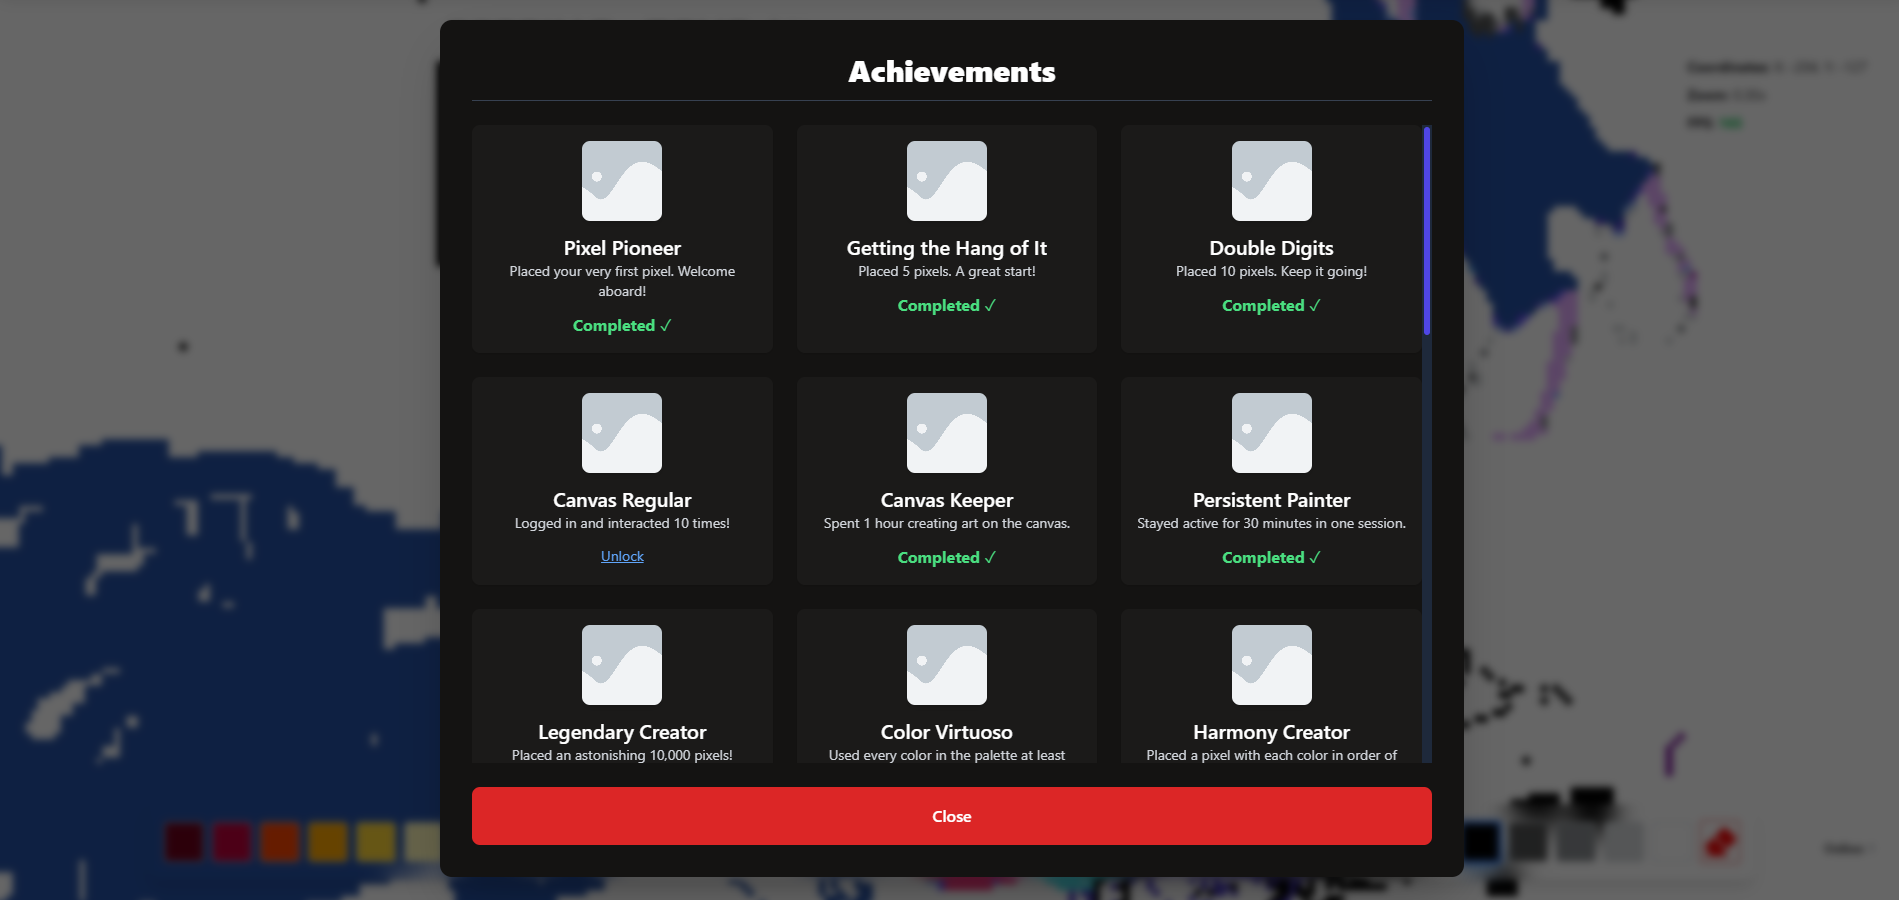 Achievements
Pixel Pioneer
Placed your very first pixel. Welcome
aboard!
Completed ✓
Getting the Hang of It
Placed 5 pixels. A great start!
Completed ✓
Double Digits
Placed 10 pixels. Keep it going!
Completed ✓
Canvas Regular
Logged in and interacted 10 times!
Unlock
Canvas Keeper
Spent 1 hour creating art on the canvas.
Completed ✓
Persistent Painter
Stayed active for 30 minutes in one session.
Completed ✓
Legendary Creator
Placed an astonishing 10,000 pixels!
Color Virtuoso
Used every color in the palette at least
Harmony Creator
Placed a pixel with each color in order of
Close